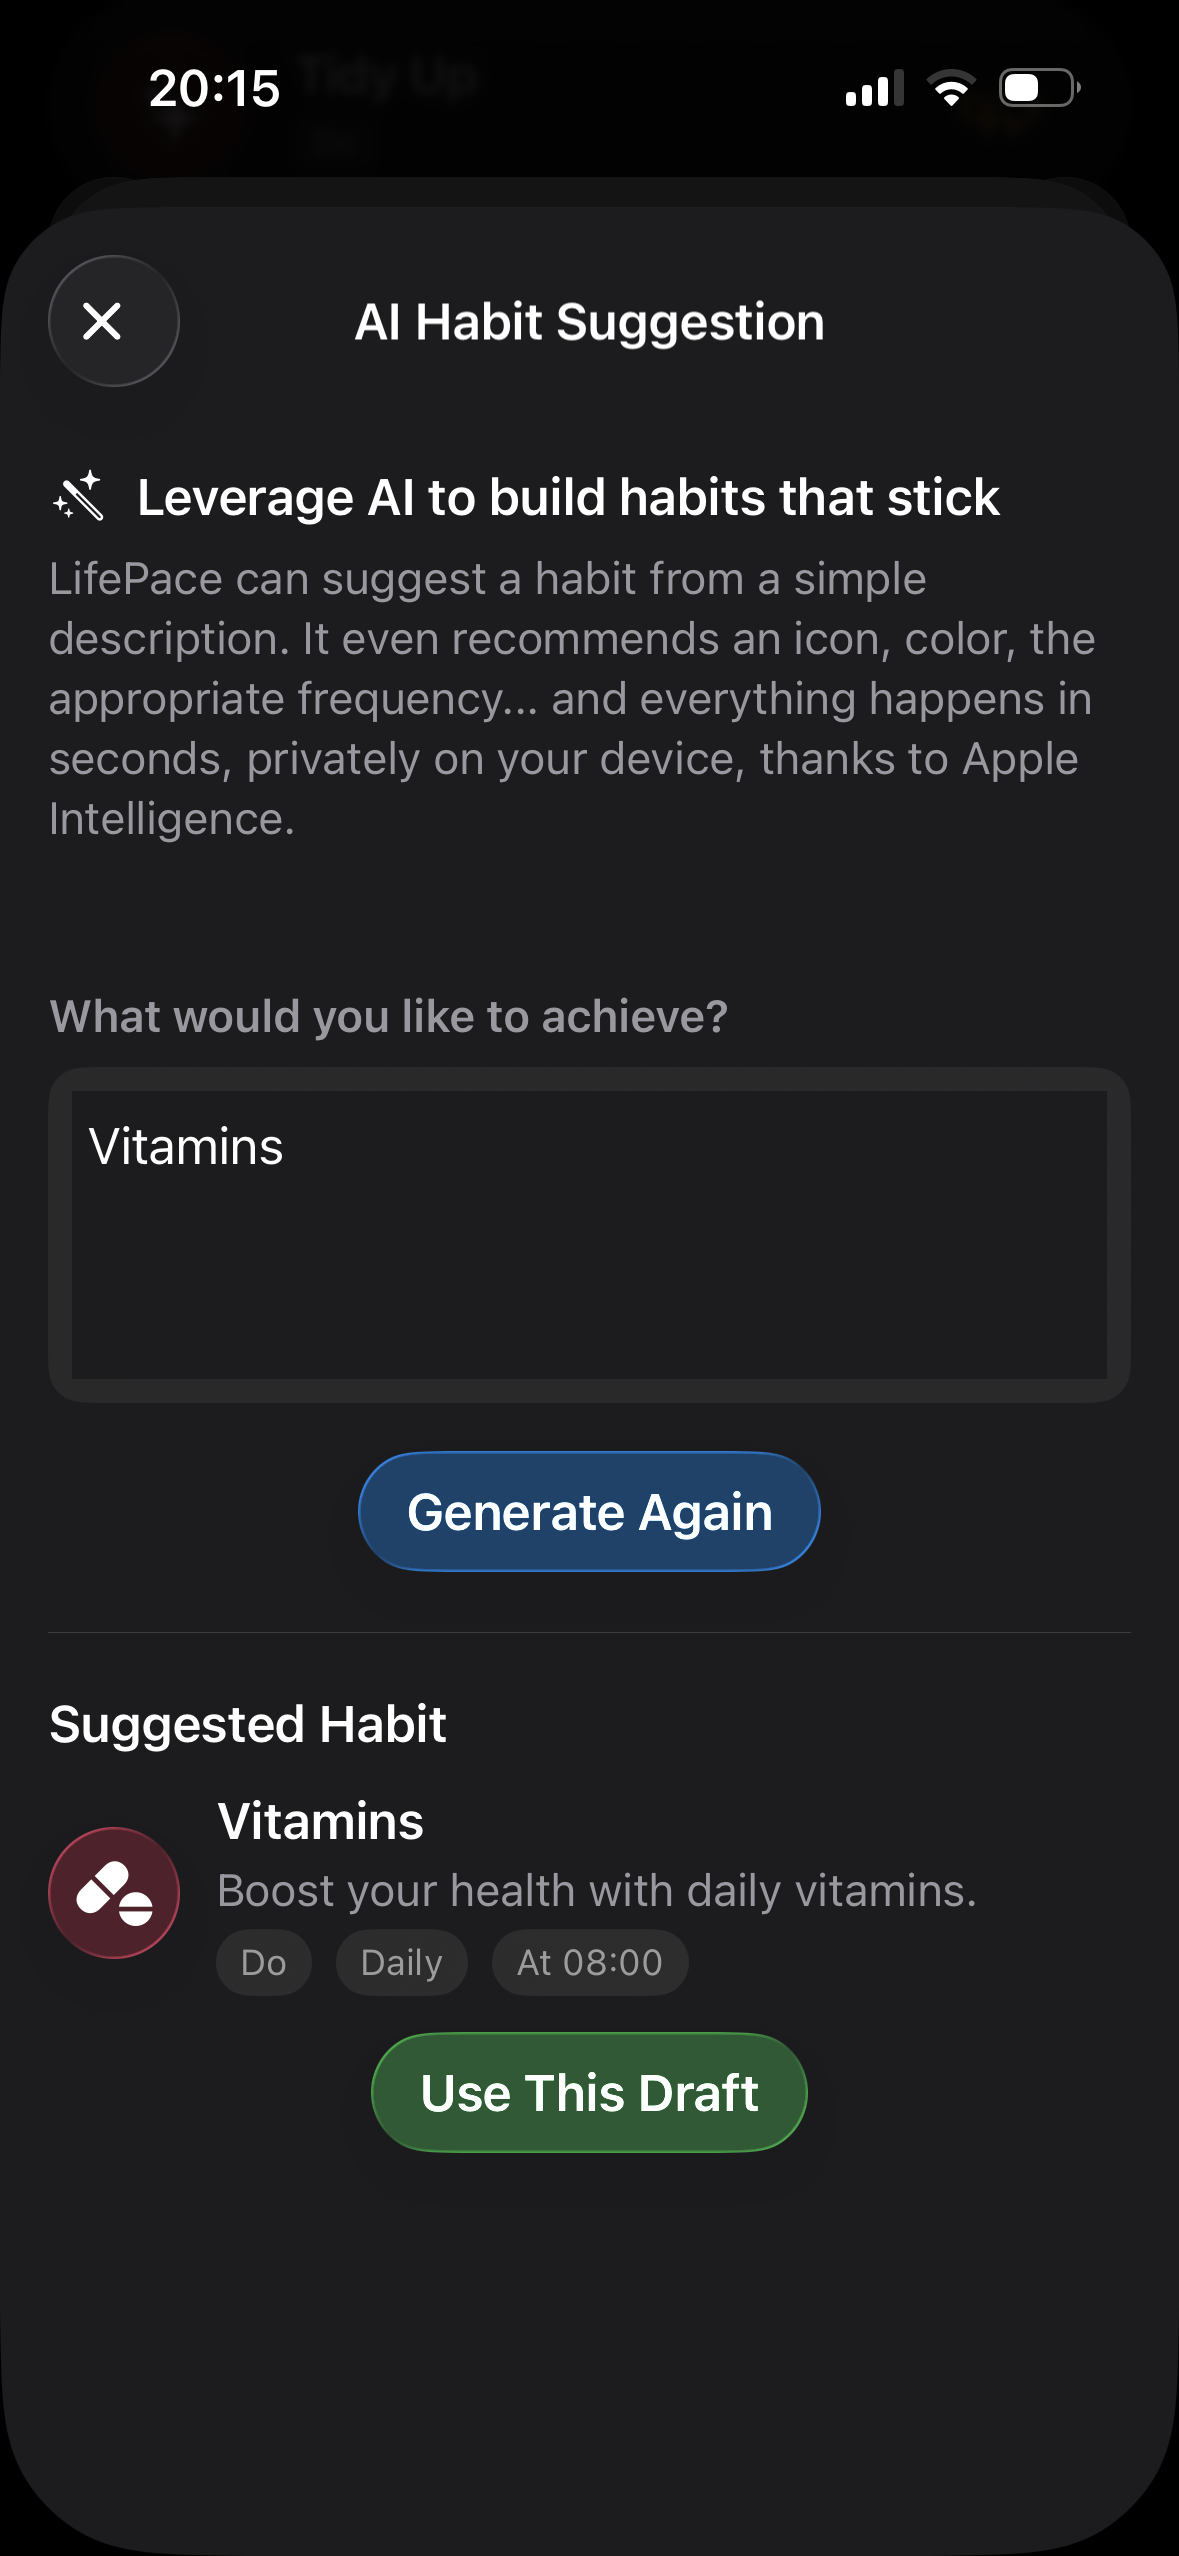 Tidy Up
20:15
AI Habit Suggestion
Leverage AI to build habits that stick
LifePace can suggest a habit from a simple
description. It even recommends an icon, color, the
appropriate frequency... and everything happens in
seconds, privately on your device, thanks to Apple
Intelligence.
What would you like to achieve?
Vitamins
Generate Again
Suggested Habit
Vitamins
Boost your health with daily vitamins.
Do
Daily
At 08:00
Use This Draft